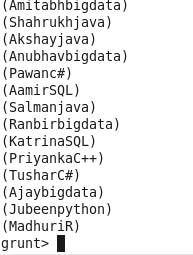 (Amitabhbigdata)
(Shahrukhjava)
(Akshayjava)
(Anubhavbigdata)
(Pawanc#)
(AamirSQL)
(Salmanjava)
(Ranbirbigdata)
(KatrinaSQL)
(PriyankaC++)
(TusharC#)
(Ajaybigdata)
(Jubeenpython)
(MadhuriR)
grunt>